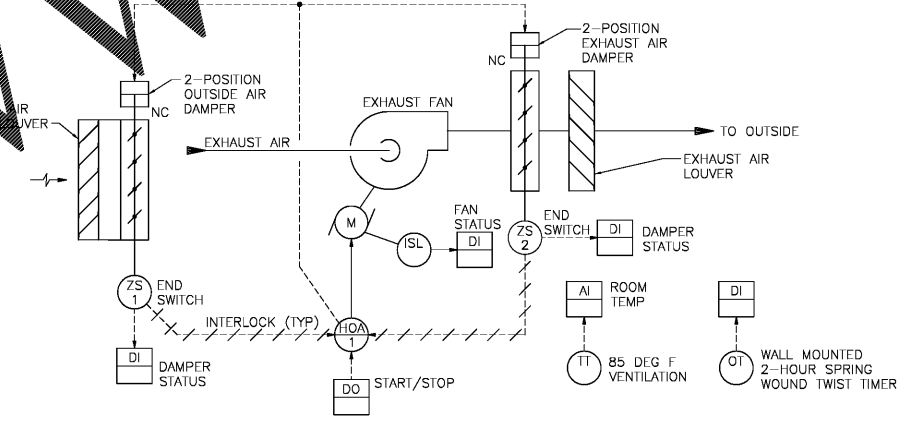 2-POSITION
EXHAUST AIR
DAMPER
NC
2-POSITION
OUTSIDE AIR
DAMPER
NC
EXHAUST FAN
EXHAUST AIR
TO OUTSIDE
EXHAUST AIR
LOUVER
M
ISL
FAN
STATUS
DI
ZS
2
END
SWITCH
DI
DAMPER
STATUS
ZS
1
END
SWITCH
INTERLOCK (TYP)
HOA
1
DI
DAMPER
STATUS
DO
START/STOP
AI
ROOM
TEMP
TT
85 DEG F
VENTILATION
DI
OT
WALL MOUNTED
2-HOUR SPRING
WOUND TWIST TIMER